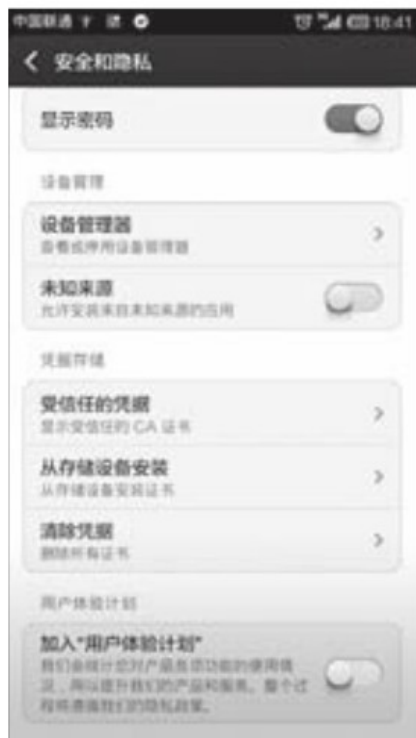 中国联通
18:41
安全和隐私
显示密码
设备管理
设备管理器
查看或停用设备管理器
未知来源
允许安装来自未知来源的应用
凭据存储
受信任的凭据
显示受信任的 CA 证书
从存储设备安装
从存储设备安装证书
清除凭据
删除所有证书
用户体验计划
加入“用户体验计划”
我们会统计您对产品各项功能的使用情
况，用以提升我们的产品和服务。整个过
程将遵循我们的隐私政策。